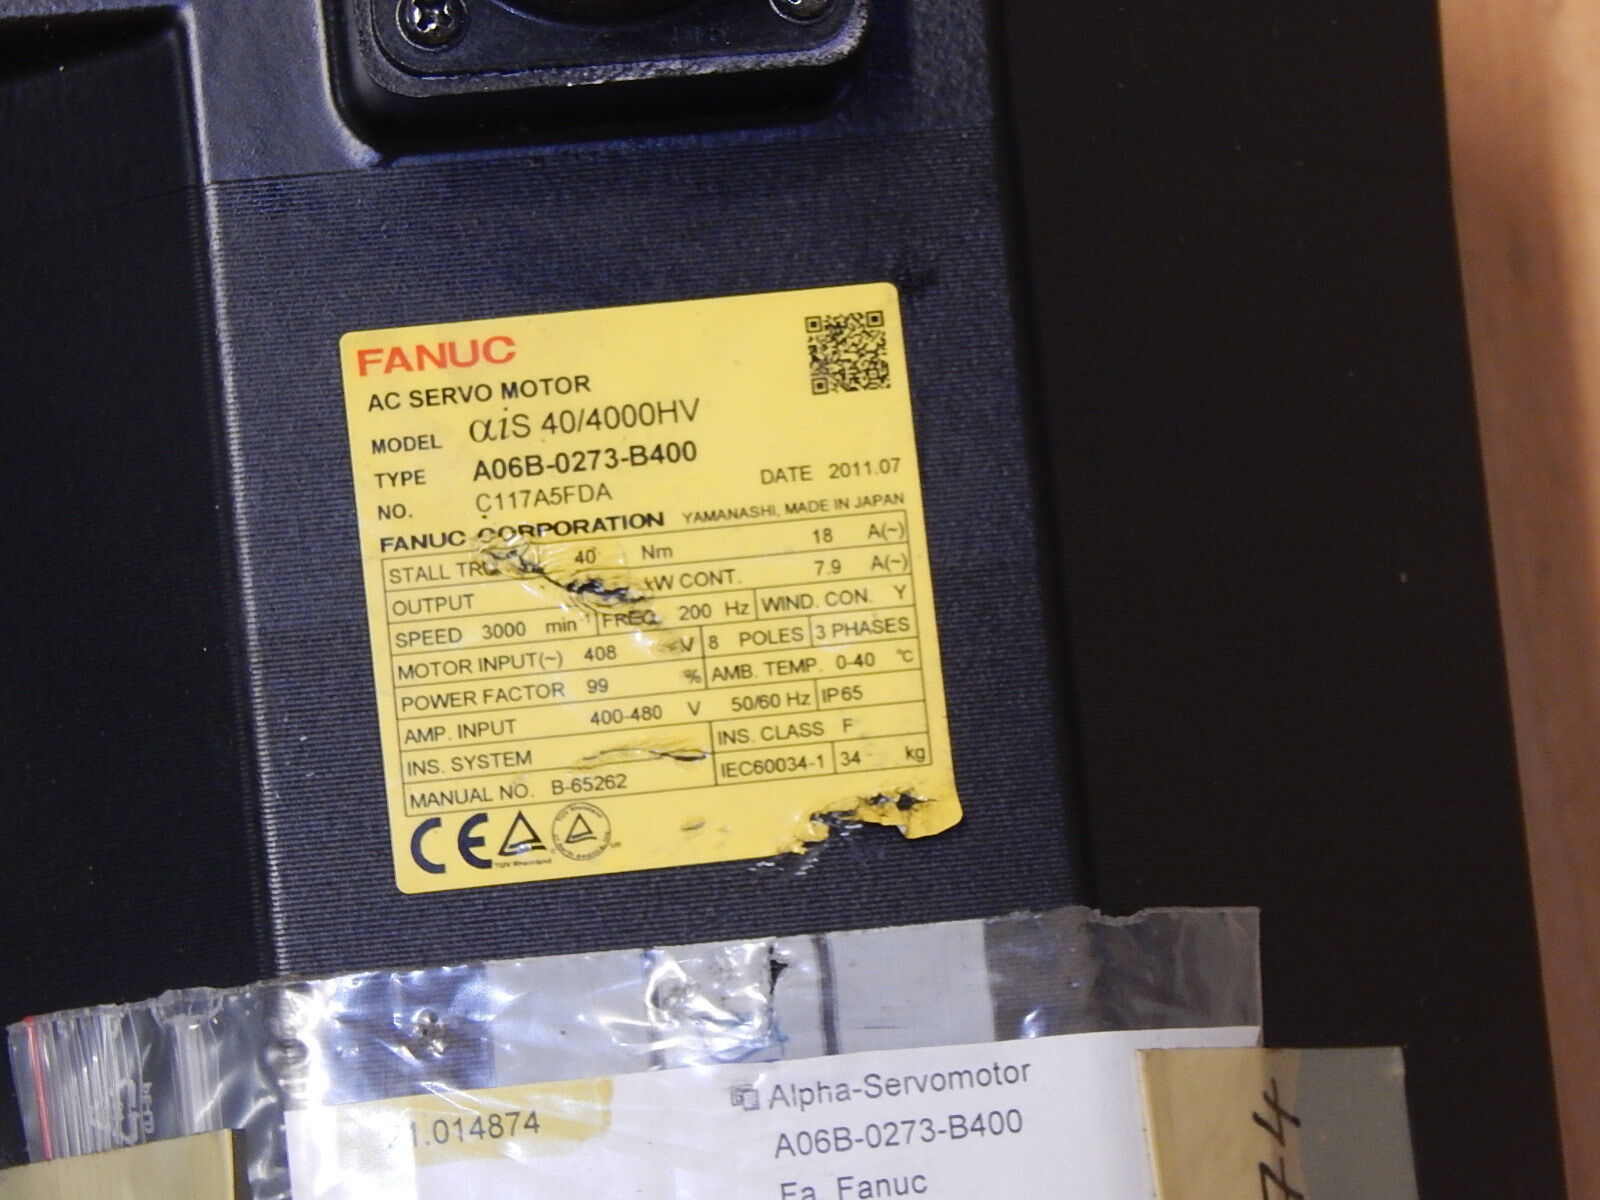 FANUC
AC SERVO MOTOR
MODEL αiS 40/4000HV
TYPE A06B-0273-B400
NO. C117A5FDA DATE 2011.07
FANUC CORPORATION YAMANASHI, MADE IN JAPAN
STALL TRQ 40 Nm 18 A(~)
OUTPUT kW CONT. 7.9 A(~)
SPEED 3000 min-1 FREQ. 200 Hz WIND. CON. Y
MOTOR INPUT(~) 408 V 8 POLES 3 PHASES
POWER FACTOR 99 % AMB. TEMP. 0-40 ℃
AMP. INPUT 400-480 V 50/60 Hz IP65
INS. SYSTEM INS. CLASS F
MANUAL NO. B-65262 IEC60034-1 34 kg
CE TÜV Rheinland
1.014874
Alpha-Servomotor
A06B-0273-B400
Fa. Fanuc
74